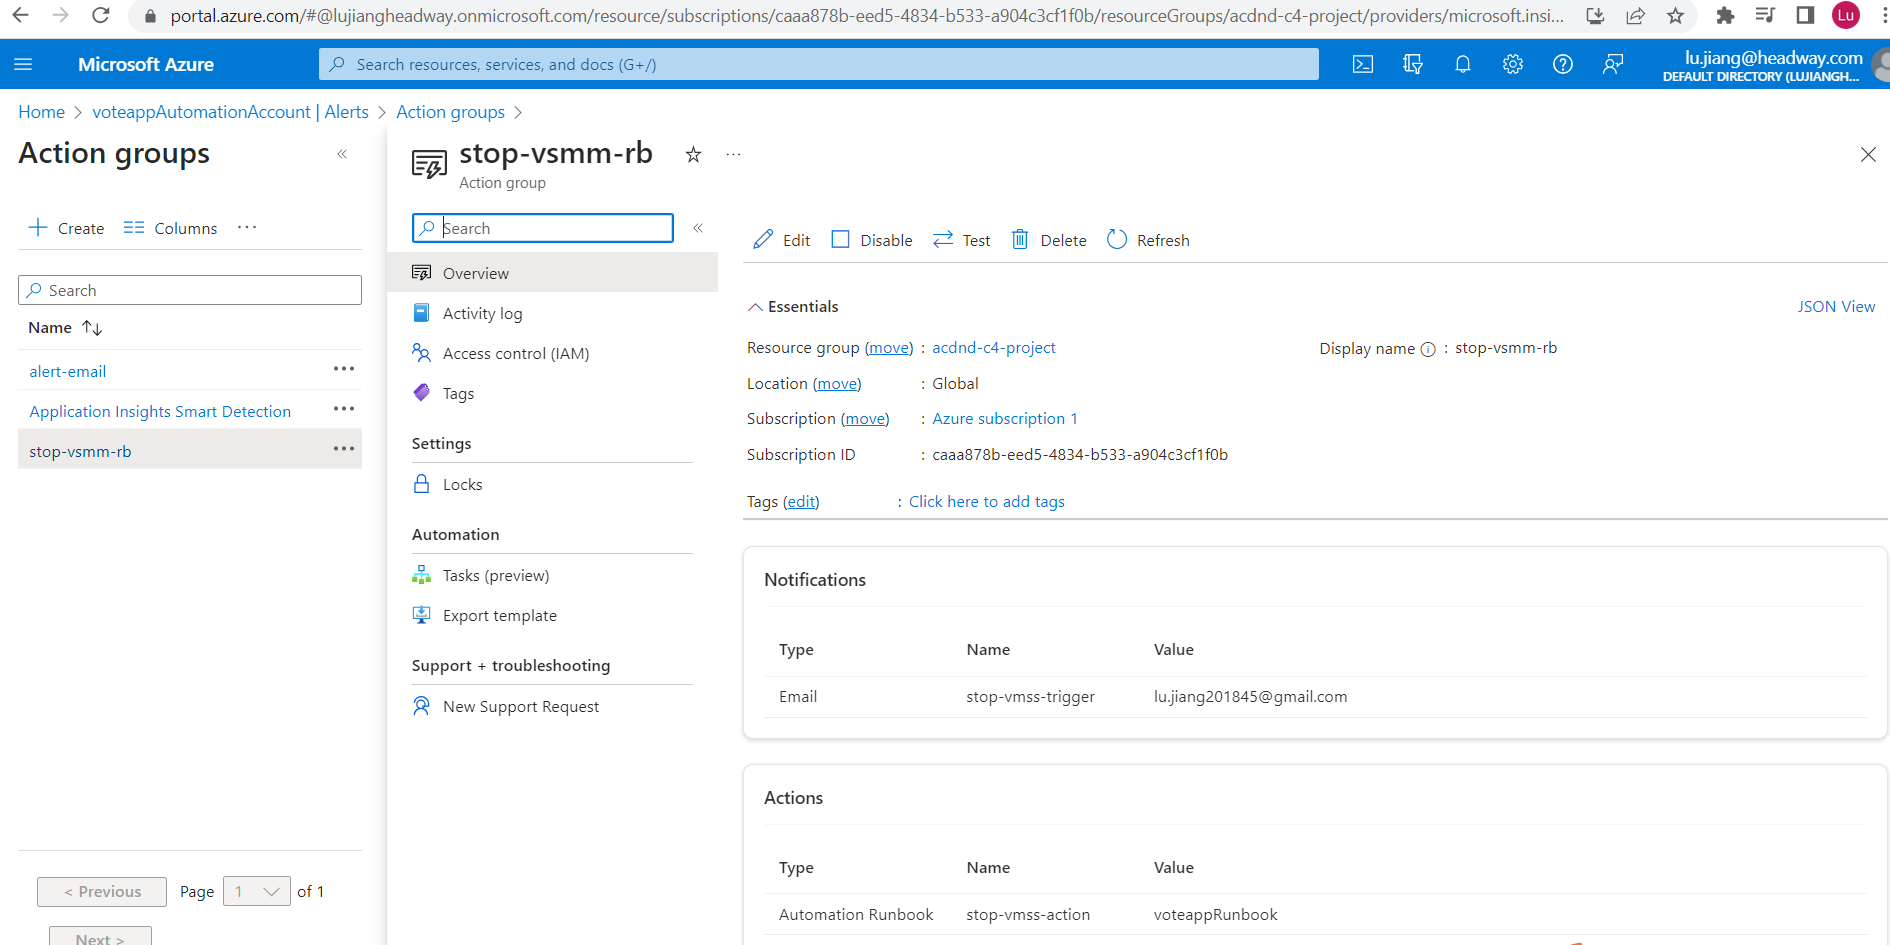 portal.azure.com/#@lujiangheadway.onmicrosoft.com/resource/subscriptions/caaa878b-eed5-4834-b533-a904c3cf1f0b/resourceGroups/acdnd-c4-project/providers/microsoft.insi...
Lu
Microsoft Azure
Search resources, services, and docs (G+/)
lu.jiang@headway.com
DEFAULT DIRECTORY (LUJIANGH...
Home > voteappAutomationAccount | Alerts > Action groups >
Action groups «
Create Columns ...
Search
Name ↑↓
alert-email ...
Application Insights Smart Detection ...
stop-vsmm-rb ...
< Previous Page 1 of 1
Next >
stop-vsmm-rb ...
Action group
Search «
Overview
Activity log
Access control (IAM)
Tags
Settings
Locks
Automation
Tasks (preview)
Export template
Support + troubleshooting
New Support Request
Edit Disable Test Delete Refresh
Essentials JSON View
Resource group (move) : acdnd-c4-project
Display name : stop-vsmm-rb
Location (move) : Global
Subscription (move) : Azure subscription 1
Subscription ID : caaa878b-eed5-4834-b533-a904c3cf1f0b
Tags (edit) : Click here to add tags
Notifications
Type Name Value
Email stop-vmss-trigger lu.jiang201845@gmail.com
Actions
Type Name Value
Automation Runbook stop-vmss-action voteappRunbook